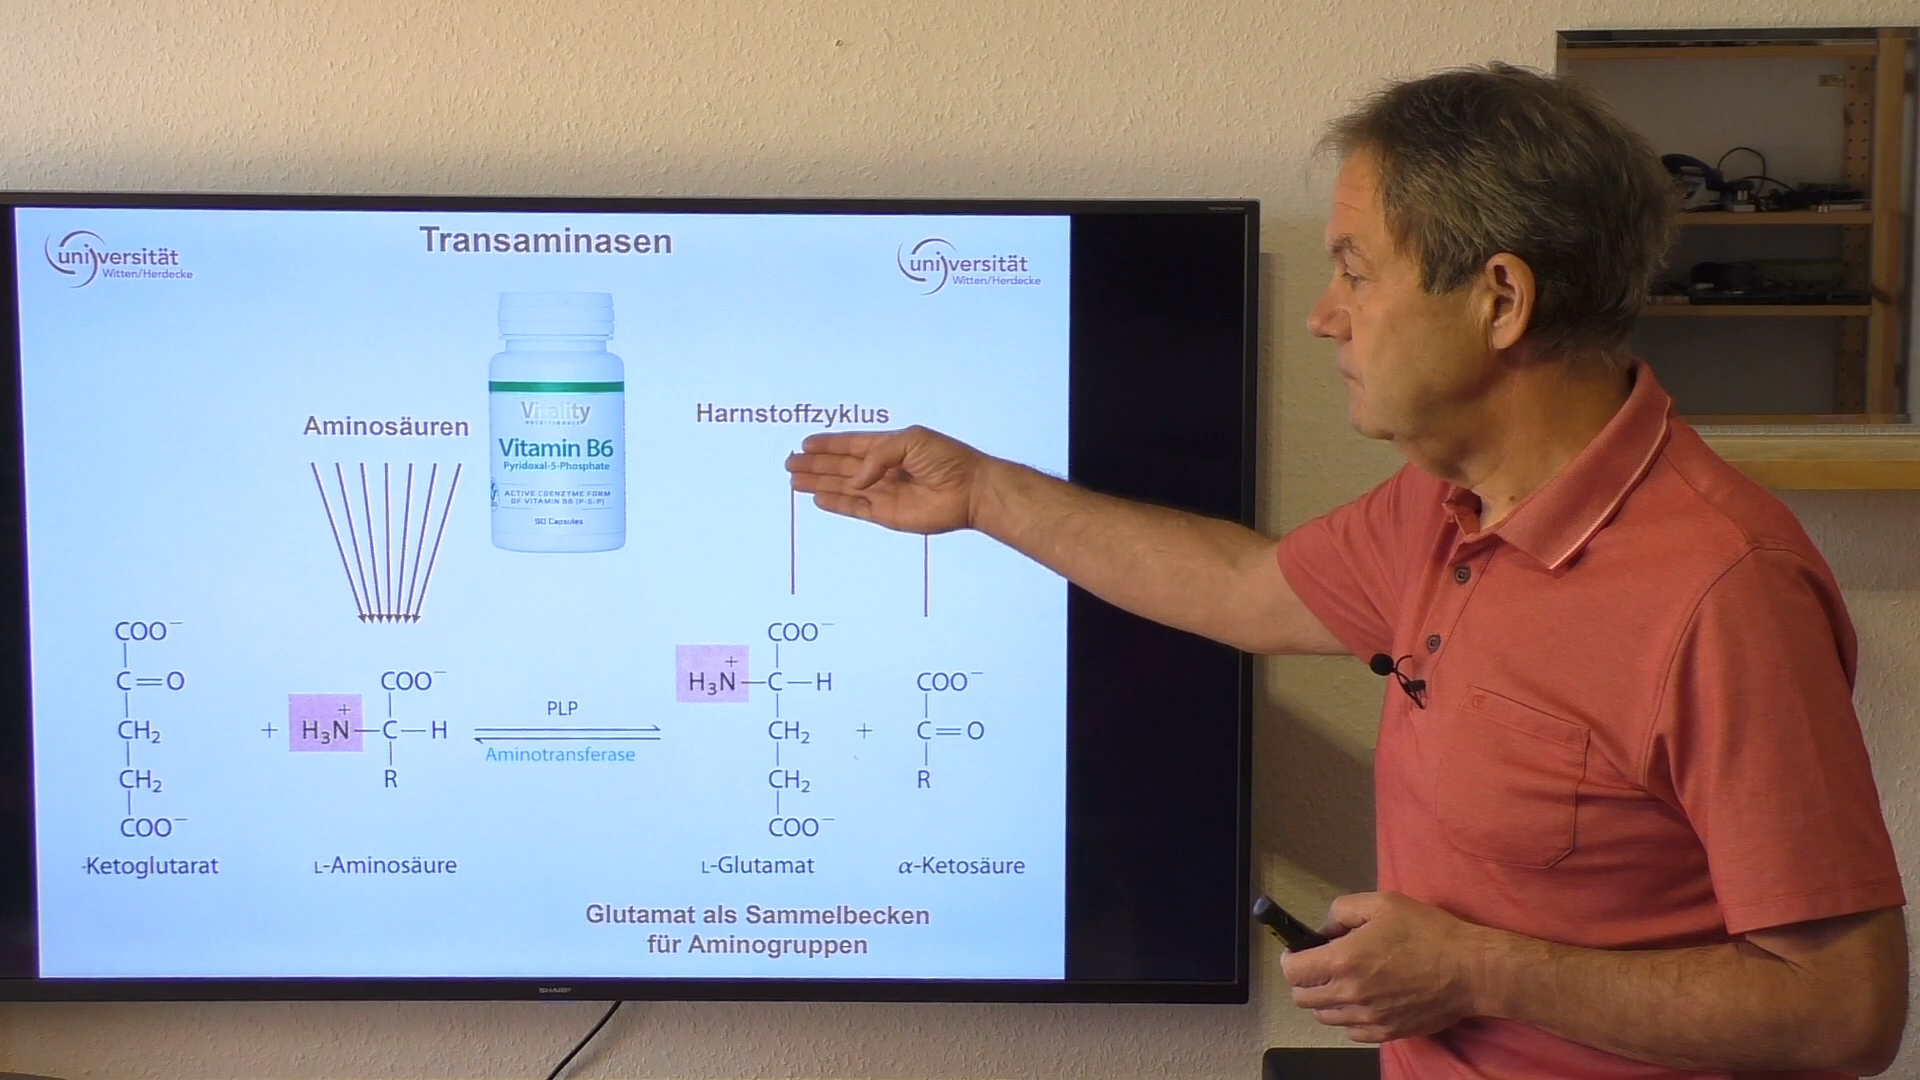 Transaminasen
universität
Witten/Herdecke
universität
Witten/Herdecke
Vitality
Vitamin B6
Pyridoxal-5-Phosphate
ACTIVE COENZYME FORM
OF VITAMIN B6 (P-5-P)
90 Capsules
Aminosäuren
Harnstoffzyklus
COO⁻
C=O
CH₂
CH₂
COO⁻
-Ketoglutarat
+
COO⁻
H₃N⁺—C—H
R
L-Aminosäure
PLP
Aminotransferase
COO⁻
H₃N⁺—C—H
CH₂
CH₂
COO⁻
L-Glutamat
+
COO⁻
C=O
R
α-Ketosäure
Glutamat als Sammelbecken
für Aminogruppen
SHARP